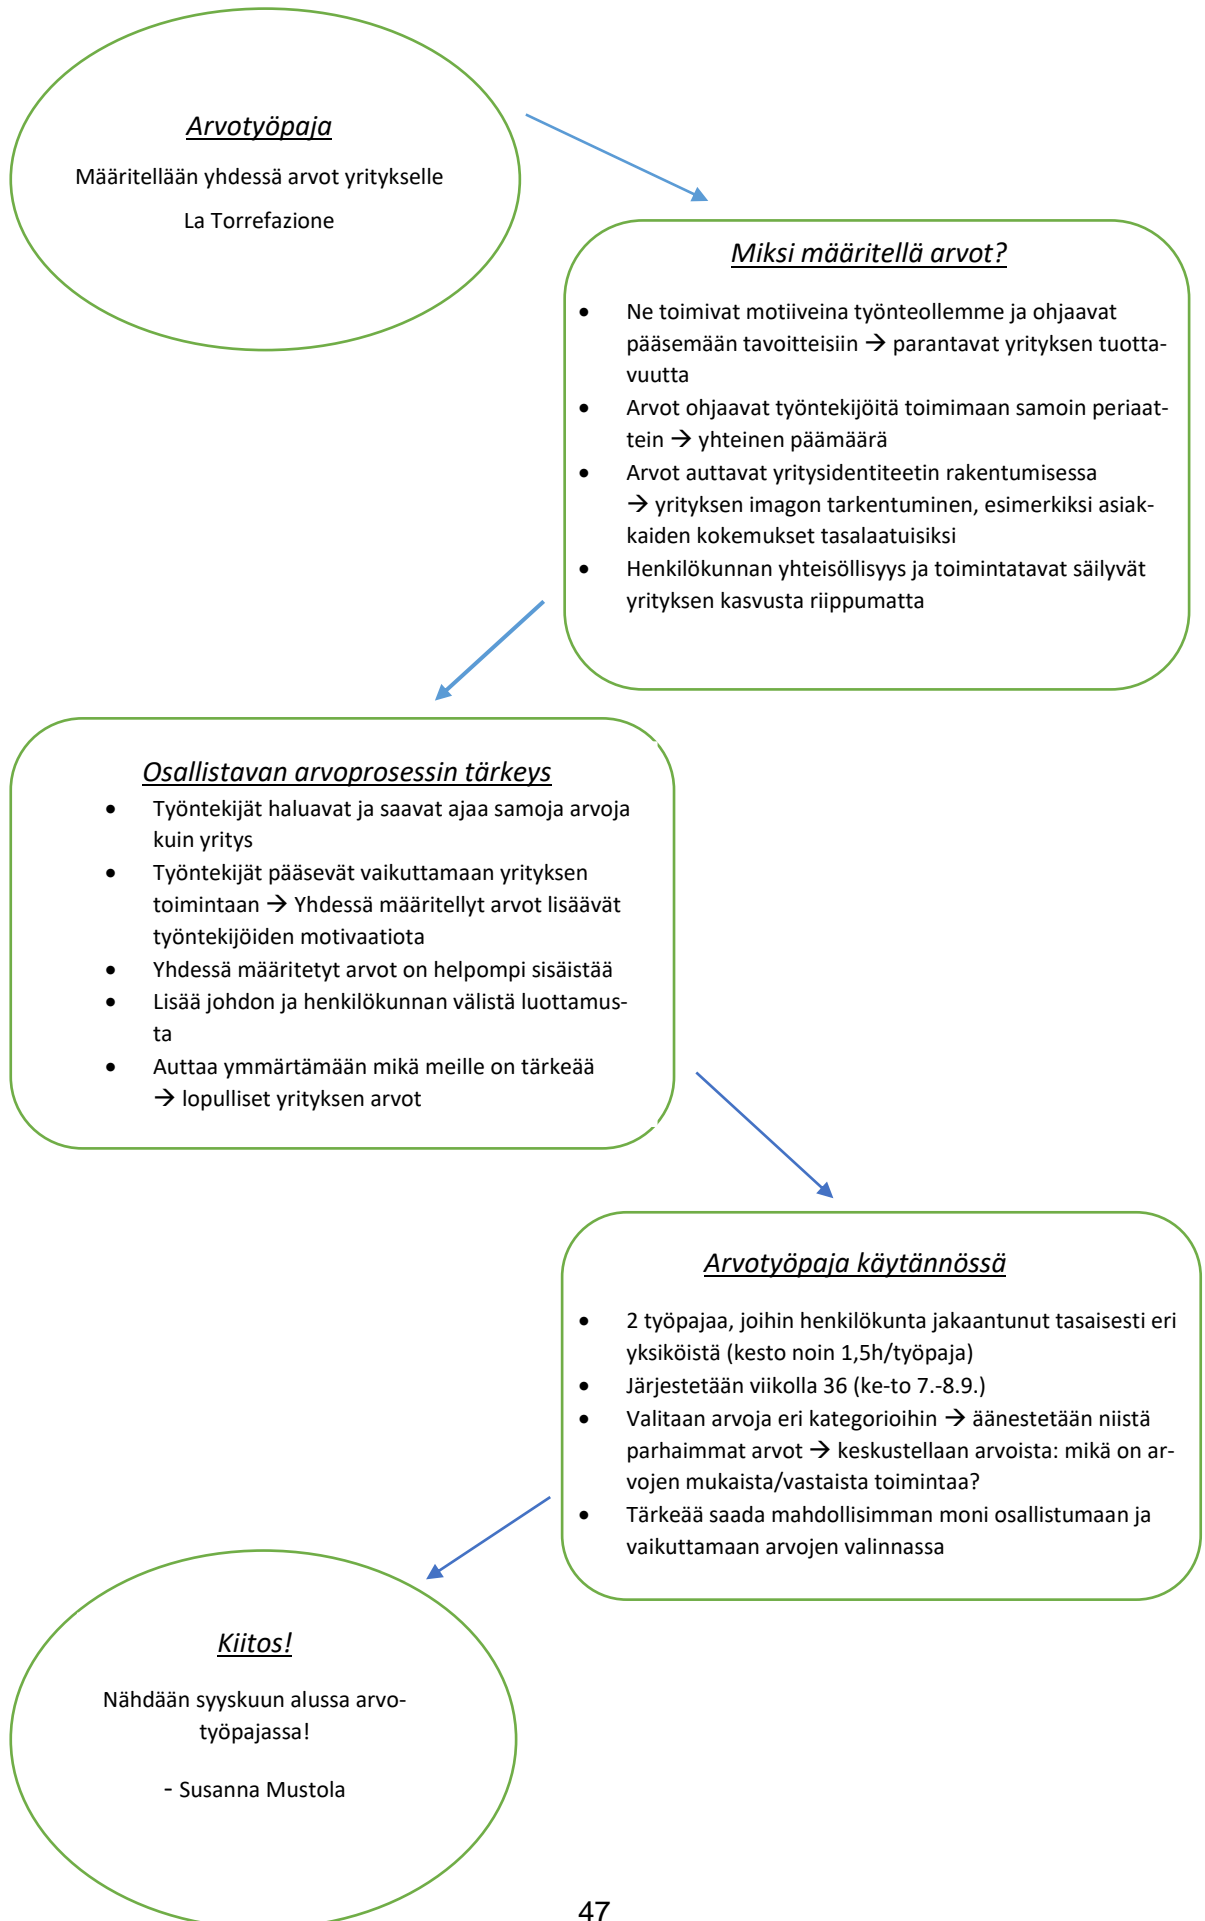 Arvotyöpaja
Määritellään yhdessä arvot yritykselle
La Torrefazione
Miksi määritellä arvot?
• Ne toimivat motiiveina työnteollemme ja ohjaavat
pääsemään tavoitteisiin → parantavat yrityksen tuotta-
vuutta
• Arvot ohjaavat työntekijöitä toimimaan samoin periaat-
tein → yhteinen päämäärä
• Arvot auttavat yritysidentiteetin rakentumisessa
→ yrityksen imagon tarkentuminen, esimerkiksi asiak-
kaiden kokemukset tasalaatuisiksi
• Henkilökunnan yhteisöllisyys ja toimintatavat säilyvät
yrityksen kasvusta riippumatta
Osallistavan arvoprosessin tärkeys
• Työntekijät haluavat ja saavat ajaa samoja arvoja
kuin yritys
• Työntekijät pääsevät vaikuttamaan yrityksen
toimintaan → Yhdessä määritellyt arvot lisäävät
työntekijöiden motivaatiota
• Yhdessä määritetyt arvot on helpompi sisäistää
• Lisää johdon ja henkilökunnan välistä luottamus-
ta
• Auttaa ymmärtämään mikä meille on tärkeää
→ lopulliset yrityksen arvot
Arvotyöpaja käytännössä
• 2 työpajaa, joihin henkilökunta jakaantunut tasaisesti eri
yksiköistä (kesto noin 1,5h/työpaja)
• Järjestetään viikolla 36 (ke-to 7.-8.9.)
• Valitaan arvoja eri kategorioihin → äänestetään niistä
parhaimmat arvot → keskustellaan arvoista: mikä on ar-
vojen mukaista/vastaista toimintaa?
• Tärkeää saada mahdollisimman moni osallistumaan ja
vaikuttamaan arvojen valinnassa
Kiitos!
Nähdään syyskuun alussa arvo-
työpajassa!
- Susanna Mustola
47